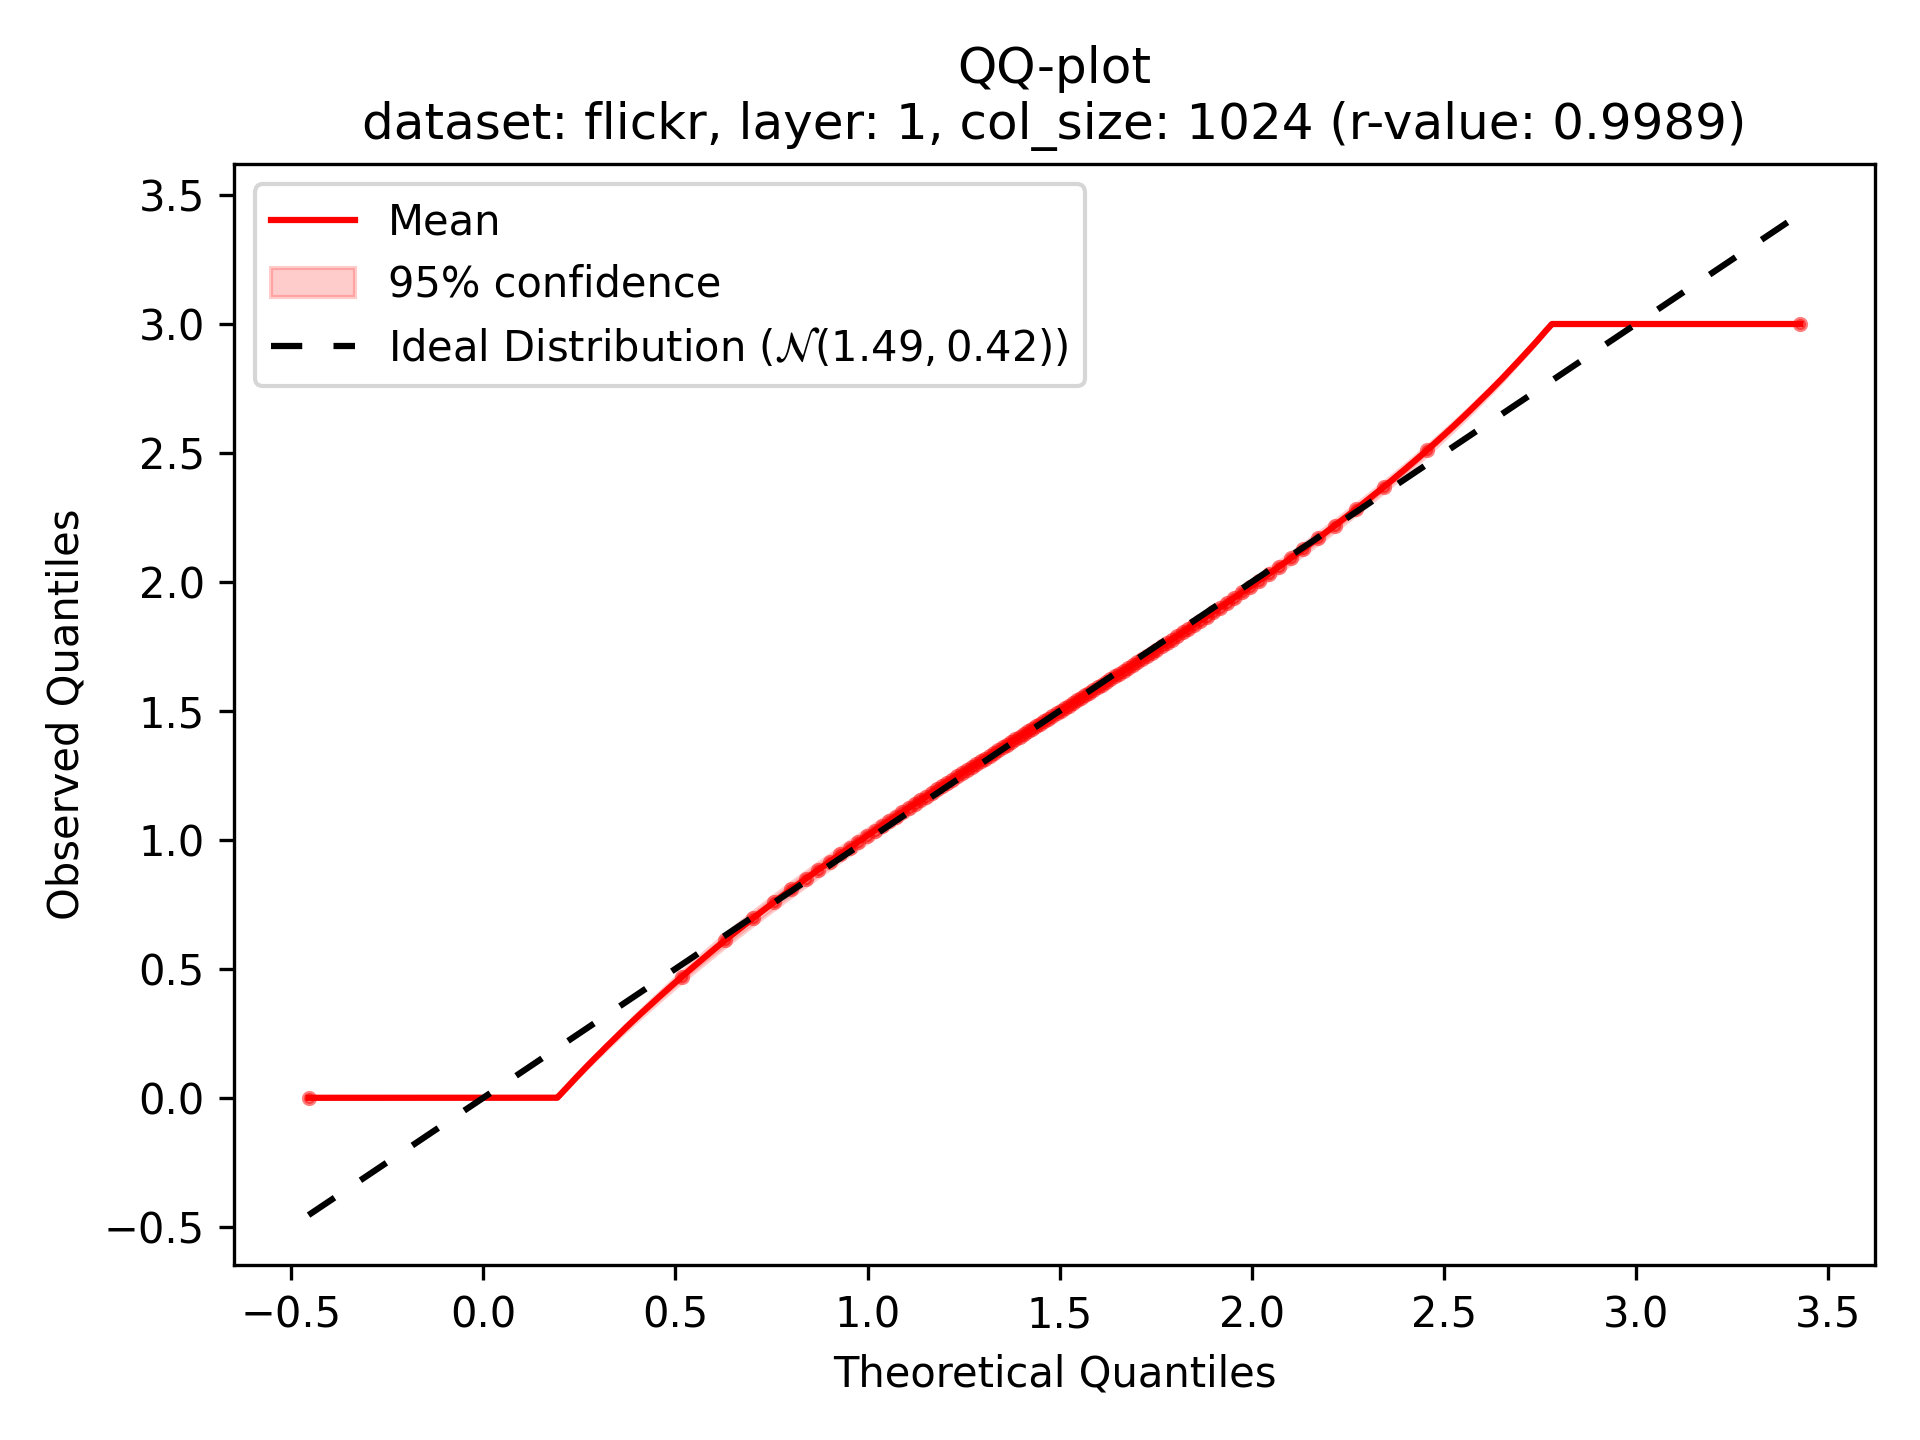 QQ-plot
dataset: flickr, layer: 1, col_size: 1024 (r-value: 0.9989)
Mean
95% confidence
Ideal Distribution (𝒩(1.49, 0.42))
3.5
3.0
2.5
2.0
1.5
1.0
0.5
0.0
−0.5
Observed Quantiles
−0.5
0.0
0.5
1.0
1.5
2.0
2.5
3.0
3.5
Theoretical Quantiles